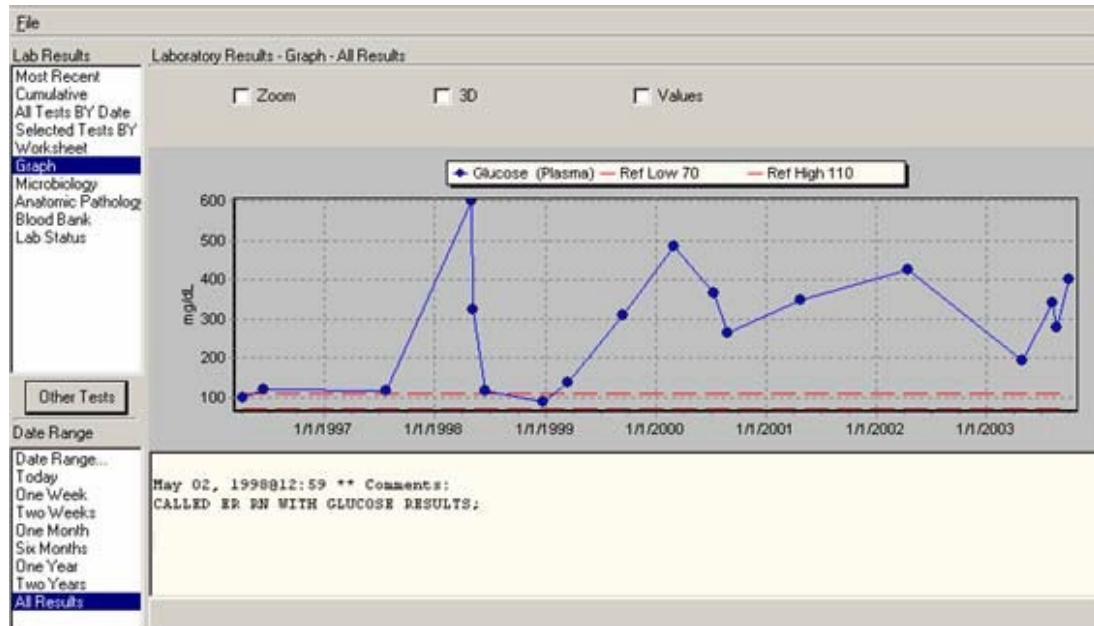 File
Lab Results
Most Recent
Cumulative
All Tests BY Date
Selected Tests BY
Worksheet
Graph
Microbiology
Anatomic Patholog
Blood Bank
Lab Status
Other Tests
Date Range
Date Range...
Today
One Week
Two Weeks
One Month
Six Months
One Year
Two Years
All Results
Laboratory Results - Graph - All Results
Zoom 3D Values
Glucose (Plasma) Ref Low 70 Ref High 110
600
500
400
300
200
100
mg/dL
1/1/1997 1/1/1998 1/1/1999 1/1/2000 1/1/2001 1/1/2002 1/1/2003
May 02, 1998@12:59 ** Comments:
CALLED ER RN WITH GLUCOSE RESULTS;